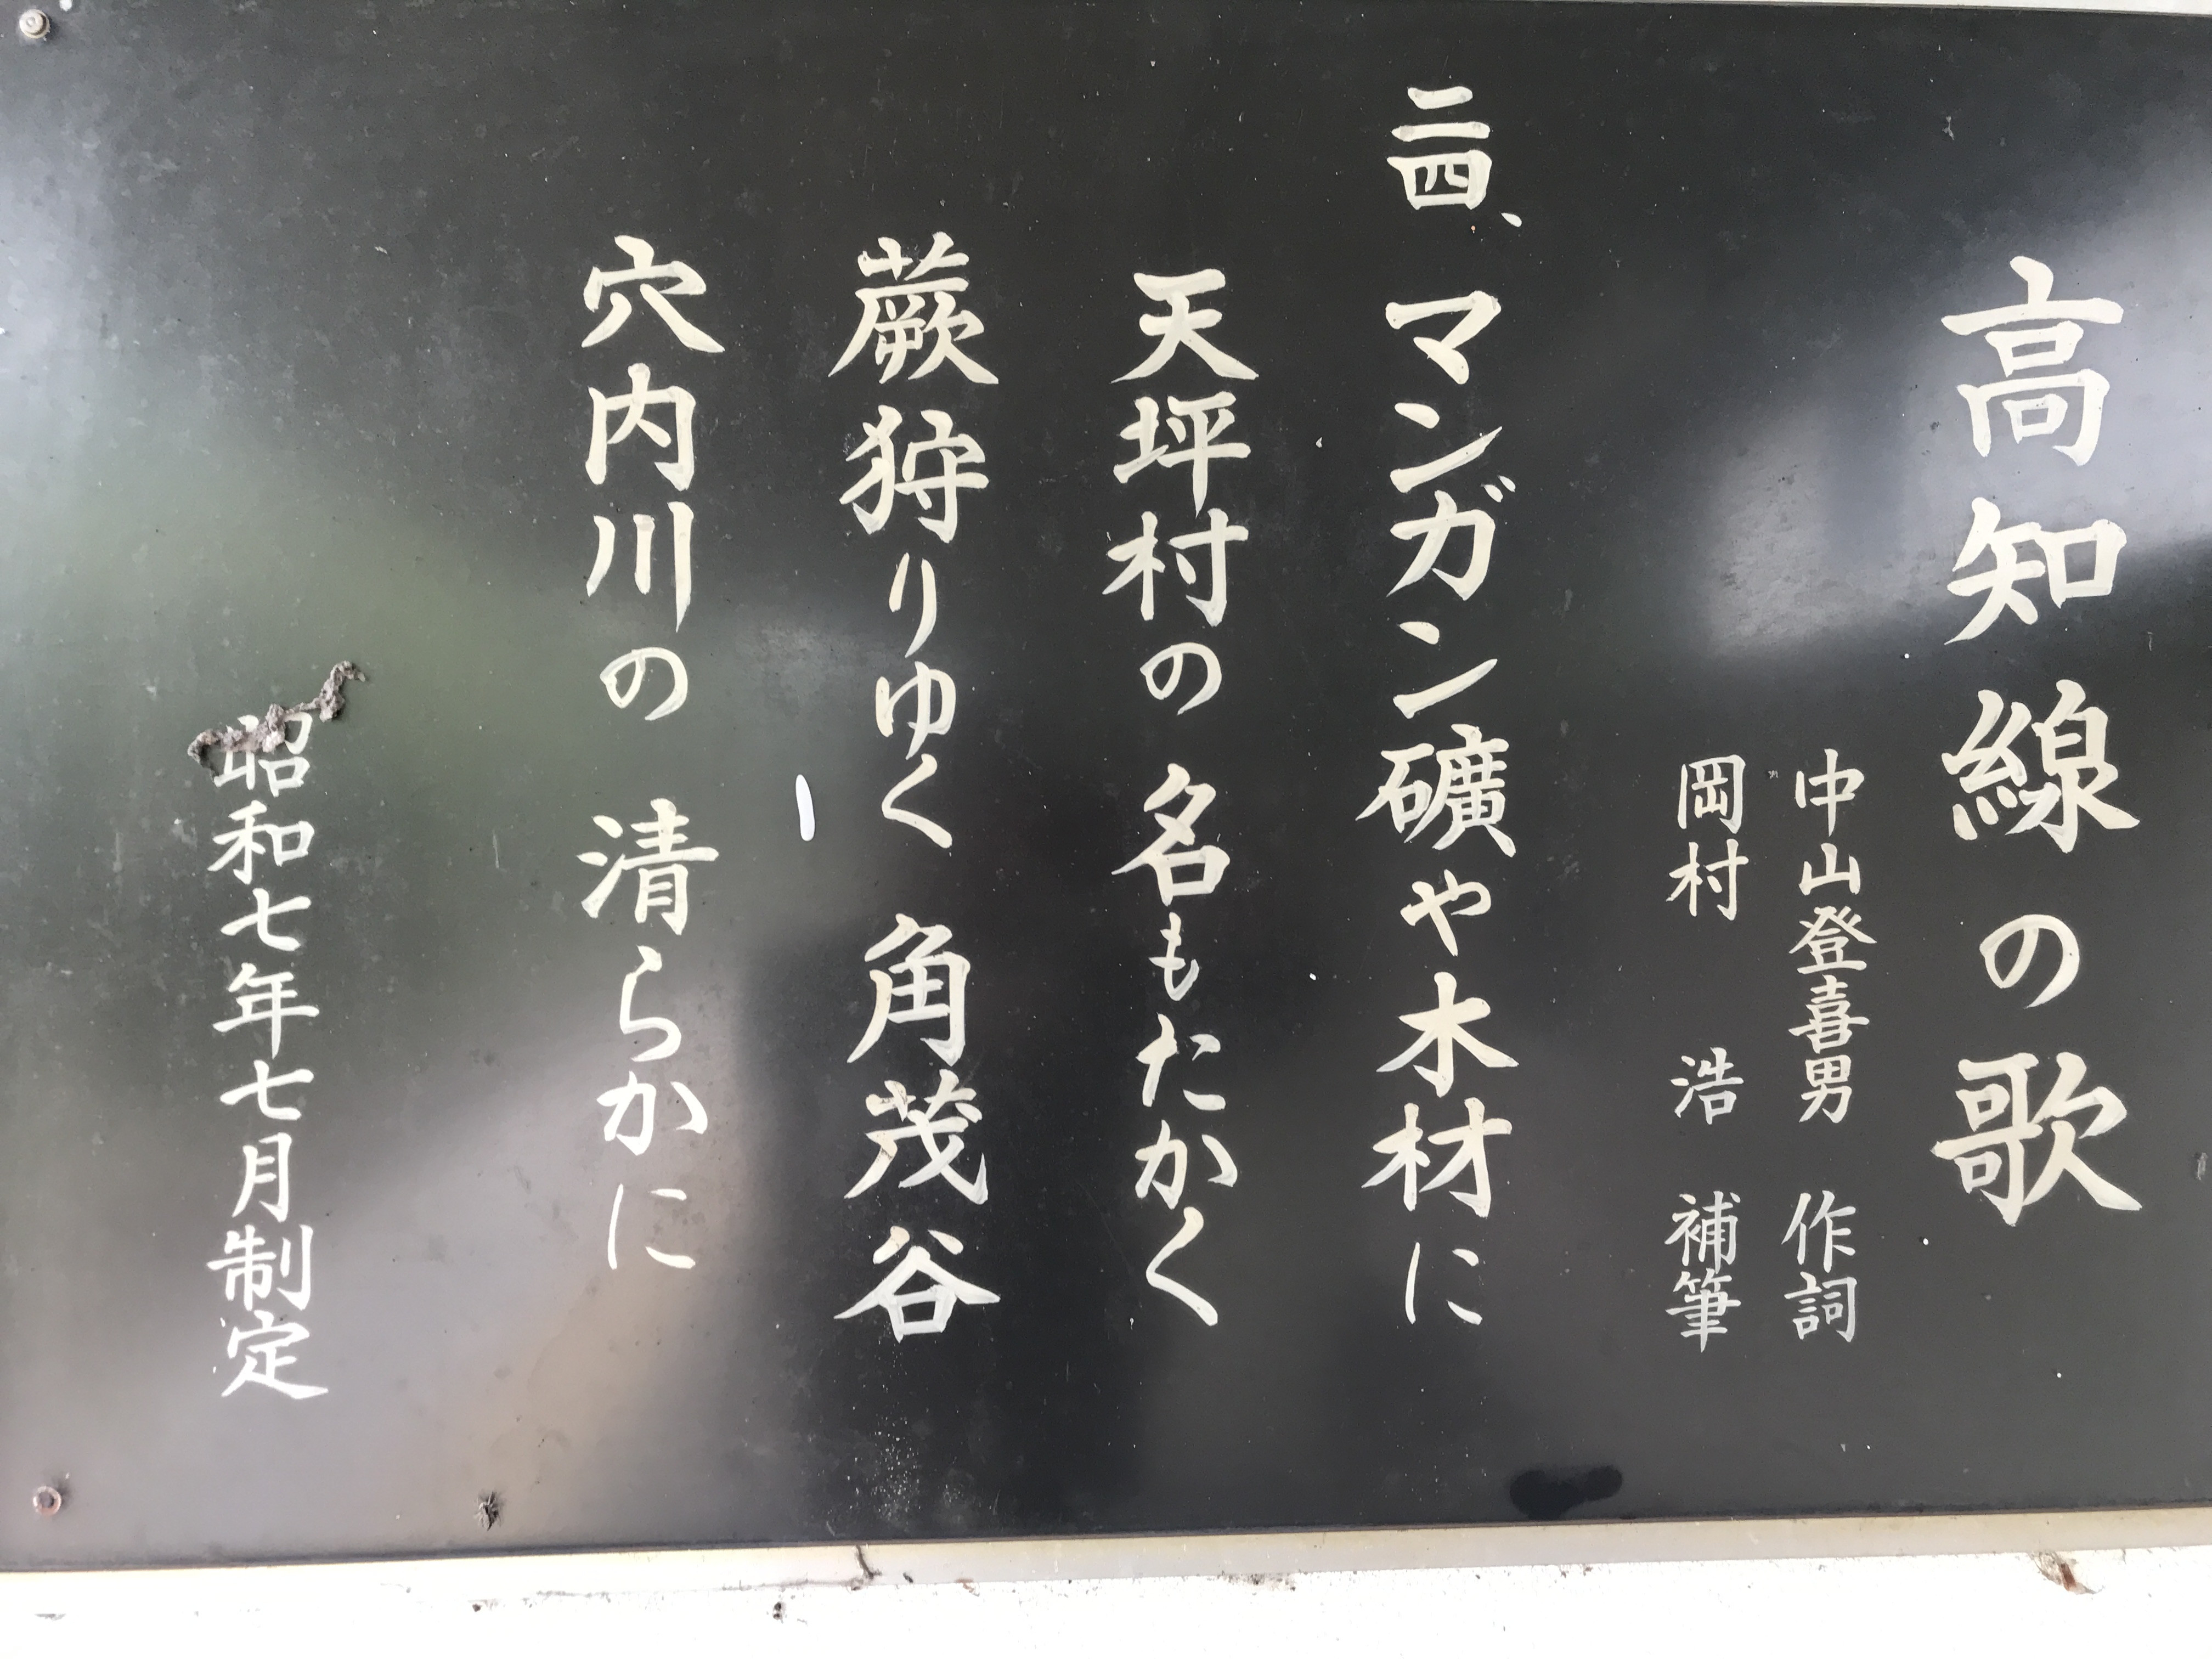 高知線の歌
中山登喜男 作詞
岡村 浩 補筆
二四、マンガン礦や木材に
天坪村の 名もたかく
蕨狩りゆく 角茂谷
穴内川の 清らかに
昭和七年七月制定